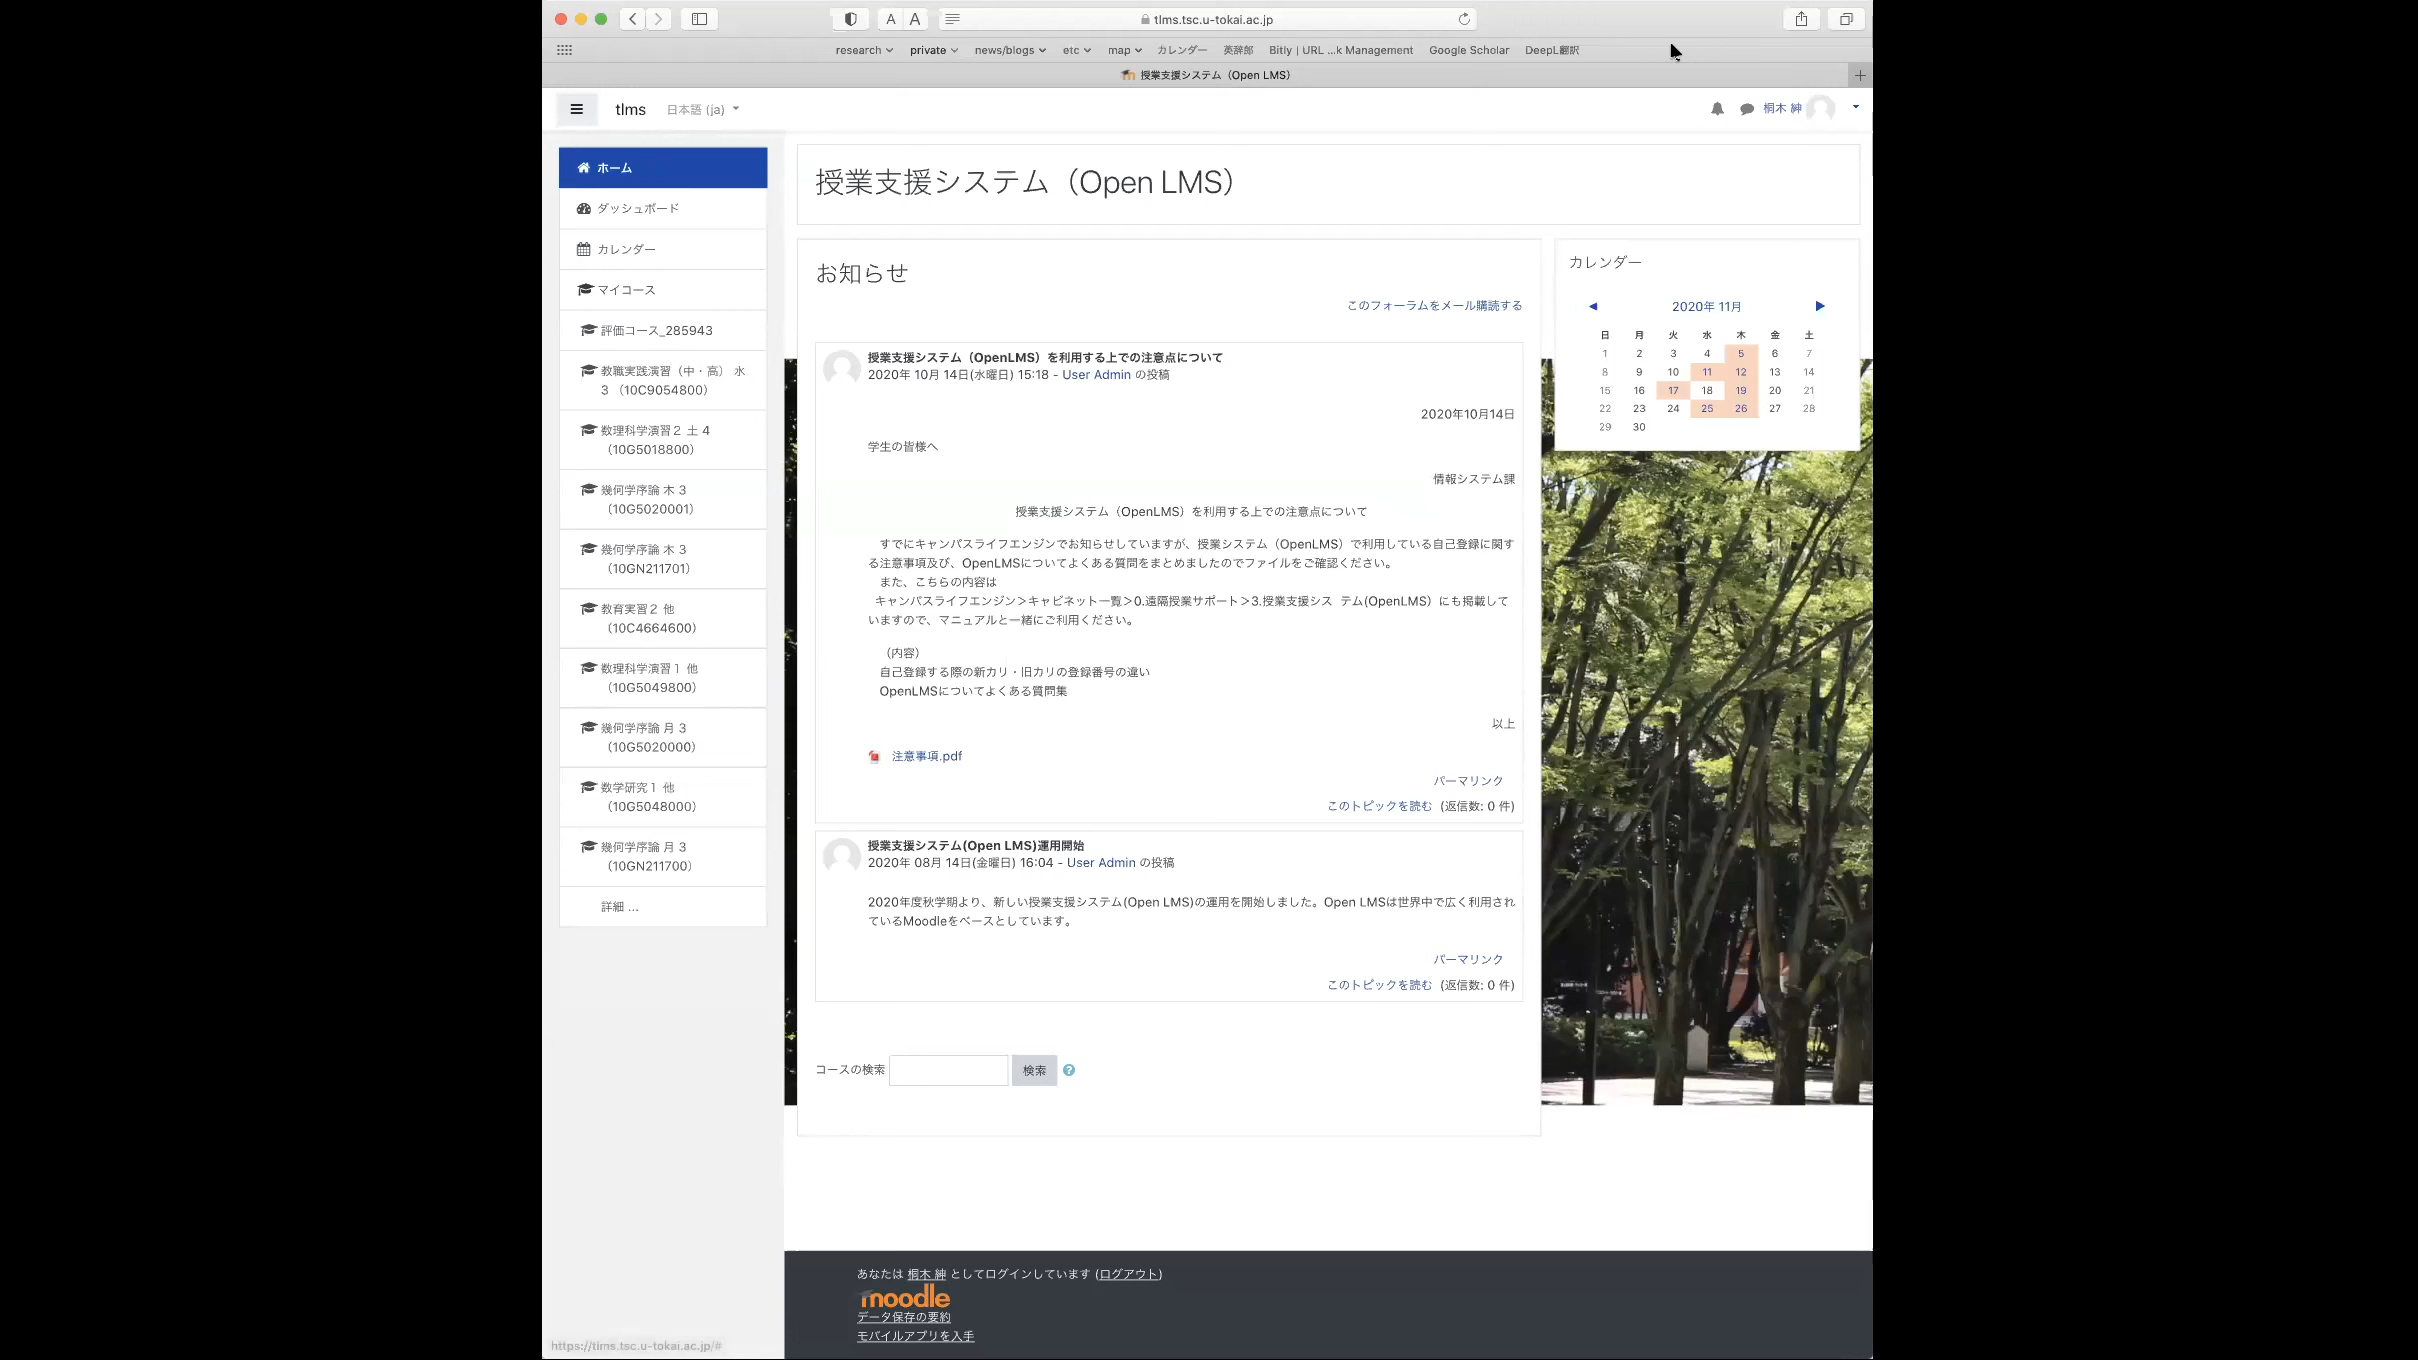 A A
tlms.tsc.u-tokai.ac.jp
research private news/blogs etc map カレンダー 英辞郎 Bitly | URL ...k Management Google Scholar DeepL翻訳
授業支援システム（Open LMS）
tlms 日本語 (ja)
桐木 紳
ホーム
ダッシュボード
カレンダー
マイコース
評価コース_285943
教職実践演習（中・高） 水
3 （10C9054800）
数理科学演習２ 土 4
（10G5018800）
幾何学序論 木 3
（10G5020001）
幾何学序論 木 3
（10GN211701）
教育実習２ 他
（10C4664600）
数理科学演習１ 他
（10G5049800）
幾何学序論 月 3
（10G5020000）
数学研究１ 他
（10G5048000）
幾何学序論 月 3
（10GN211700）
詳細 ...
授業支援システム（Open LMS）
お知らせ
このフォーラムをメール購読する
授業支援システム（OpenLMS）を利用する上での注意点について
2020年 10月 14日(水曜日) 15:18 - User Admin の投稿
2020年10月14日
学生の皆様へ
情報システム課
授業支援システム（OpenLMS）を利用する上での注意点について
すでにキャンパスライフエンジンでお知らせしていますが、授業システム（OpenLMS）で利用している自己登録に関す
る注意事項及び、OpenLMSについてよくある質問をまとめましたのでファイルをご確認ください。
また、こちらの内容は
キャンパスライフエンジン＞キャビネット一覧＞0.遠隔授業サポート＞3.授業支援シス テム(OpenLMS）にも掲載して
いますので、マニュアルと一緒にご利用ください。
（内容）
自己登録する際の新カリ・旧カリの登録番号の違い
OpenLMSについてよくある質問集
以上
注意事項.pdf
パーマリンク
このトピックを読む (返信数: 0 件)
授業支援システム(Open LMS)運用開始
2020年 08月 14日(金曜日) 16:04 - User Admin の投稿
2020年度秋学期より、新しい授業支援システム(Open LMS)の運用を開始しました。Open LMSは世界中で広く利用され
ているMoodleをベースとしています。
パーマリンク
このトピックを読む (返信数: 0 件)
コースの検索 検索
カレンダー
2020年 11月
日 月 火 水 木 金 土
1 2 3 4 5 6 7
8 9 10 11 12 13 14
15 16 17 18 19 20 21
22 23 24 25 26 27 28
29 30
あなたは 桐木 紳 としてログインしています (ログアウト)
moodle
データ保存の要約
モバイルアプリを入手
https://tlms.tsc.u-tokai.ac.jp/#